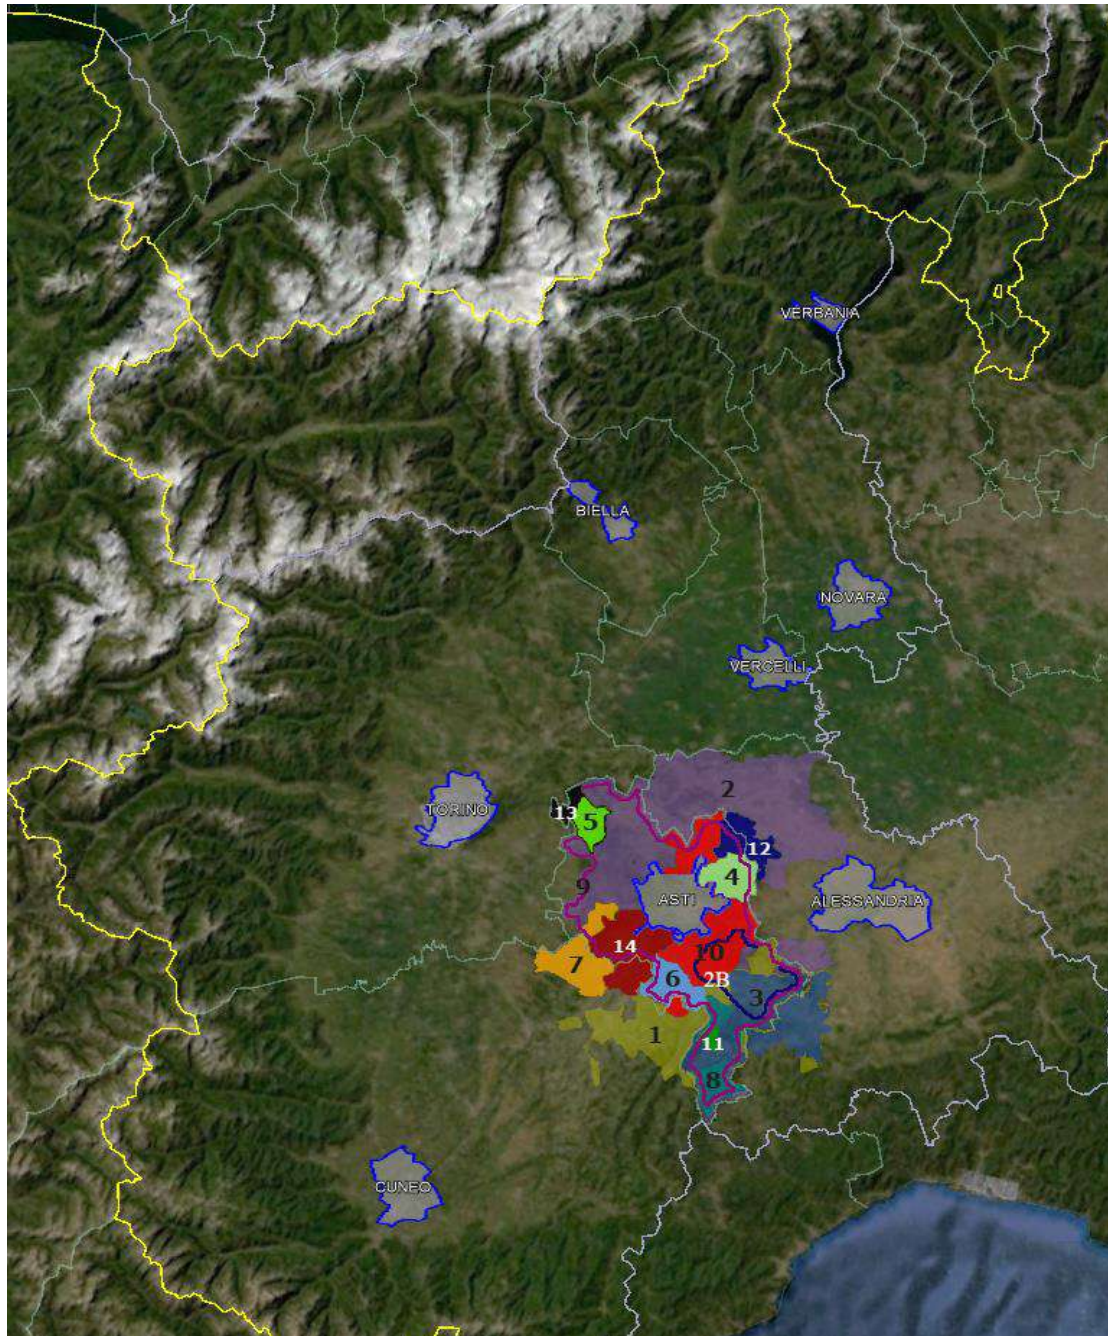 VERBANIA
BIELLA
NOVARA
VERCELLI
2
TORINO
13
5
12
4
9
ASTI
ALESSANDRIA
14
10
7
6
2B
3
1
11
8
CUNEO